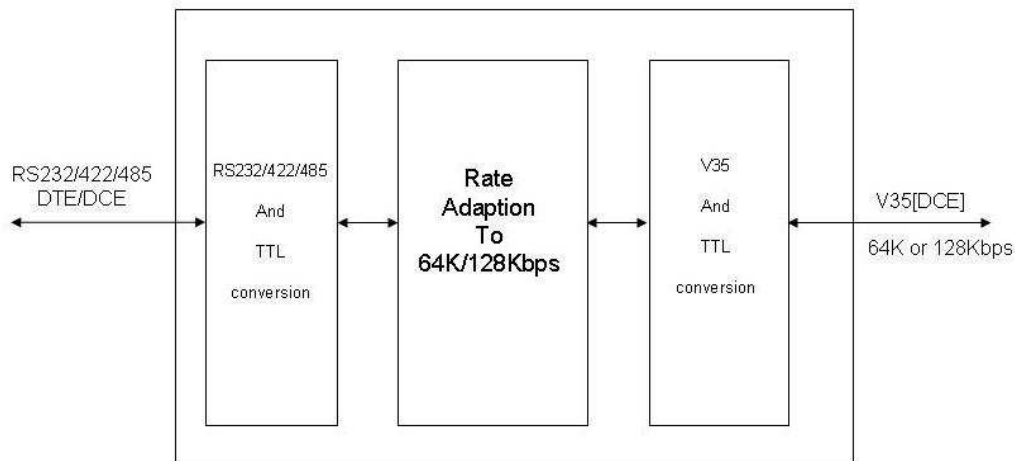 RS232/422/485
DTE/DCE
RS232/422/485
And
TTL
conversion
Rate
Adaption
To
64K/128Kbps
V35
And
TTL
conversion
V35[DCE]
64K or 128Kbps